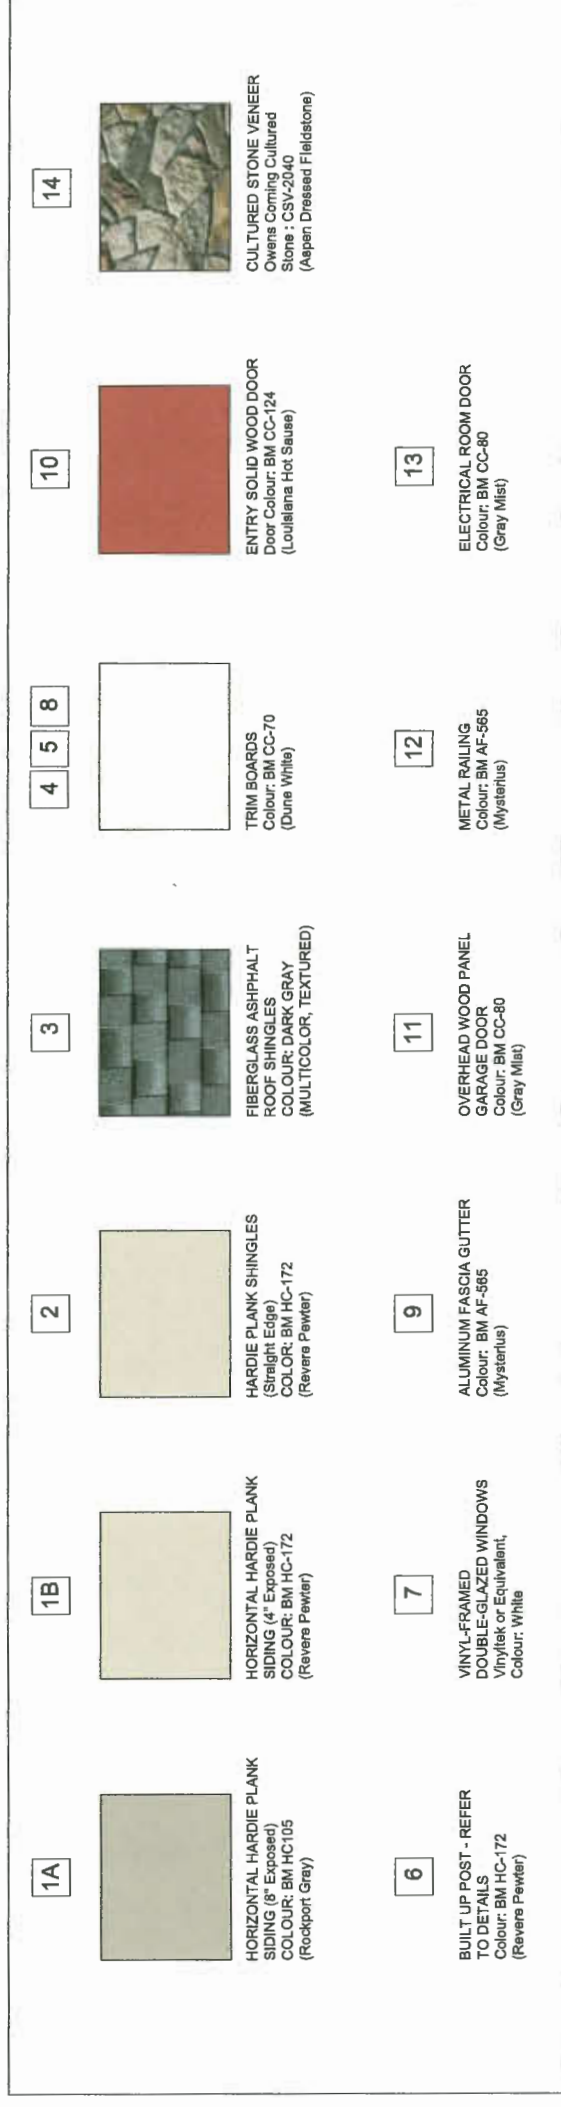 1A
HORIZONTAL HARDIE PLANK
SIDING (8" Exposed)
COLOUR: BM HC105
(Rockport Gray)
1B
HORIZONTAL HARDIE PLANK
SIDING (4" Exposed)
COLOUR: BM HC-172
(Revere Pewter)
2
HARDIE PLANK SHINGLES
(Straight Edge)
COLOR: BM HC-172
(Revere Pewter)
3
FIBERGLASS ASHPHALT
ROOF SHINGLES
COLOUR: DARK GRAY
(MULTICOLOR, TEXTURED)
4 5 8
TRIM BOARDS
Colour: BM CC-70
(Dune White)
10
ENTRY SOLID WOOD DOOR
Door Colour: BM CC-124
(Louisiana Hot Sause)
14
CULTURED STONE VENEER
Owens Corning Cultured
Stone : CSV-2040
(Aspen Dressed Fieldstone)
6
BUILT UP POST - REFER
TO DETAILS
Colour: BM HC-172
(Revere Pewter)
7
VINYL-FRAMED
DOUBLE-GLAZED WINDOWS
Vinyltek or Equivalent,
Colour: White
9
ALUMINUM FASCIA GUTTER
Colour: BM AF-565
(Mysterius)
11
OVERHEAD WOOD PANEL
GARAGE DOOR
Colour: BM CC-80
(Gray Mist)
12
METAL RAILING
Colour: BM AF-565
(Mysterius)
13
ELECTRICAL ROOM DOOR
Colour: BM CC-80
(Gray Mist)